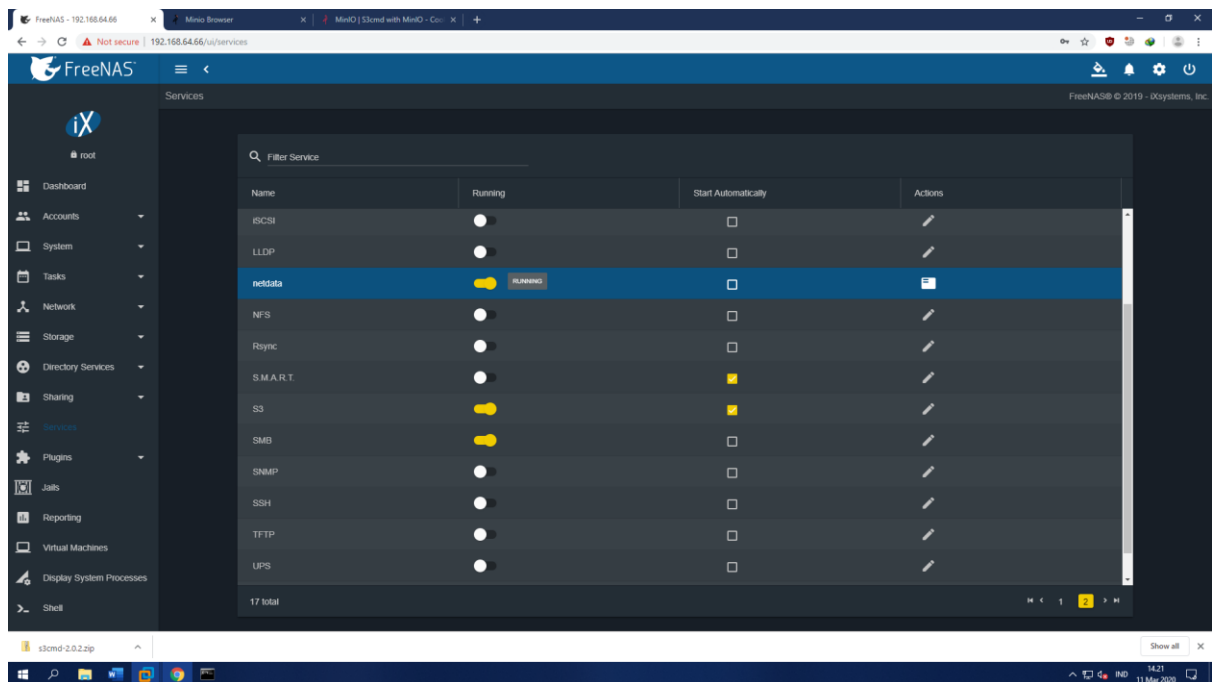 FreeNAS - 192.168.64.66
Minio Browser
MinIO | S3cmd with MinIO - Coo
Not secure | 192.168.64.66/ui/services
FreeNAS
Services
FreeNAS® © 2019 - iXsystems, Inc.
iX
root
Dashboard
Accounts
System
Tasks
Network
Storage
Directory Services
Sharing
Services
Plugins
Jails
Reporting
Virtual Machines
Display System Processes
Shell
Filter Service
Name Running Start Automatically Actions
iSCSI
LLDP
netdata RUNNING
NFS
Rsync
S.M.A.R.T.
S3
SMB
SNMP
SSH
TFTP
UPS
17 total 1 2
s3cmd-2.0.2.zip
Show all
IND
14.21
11 Mar 2020